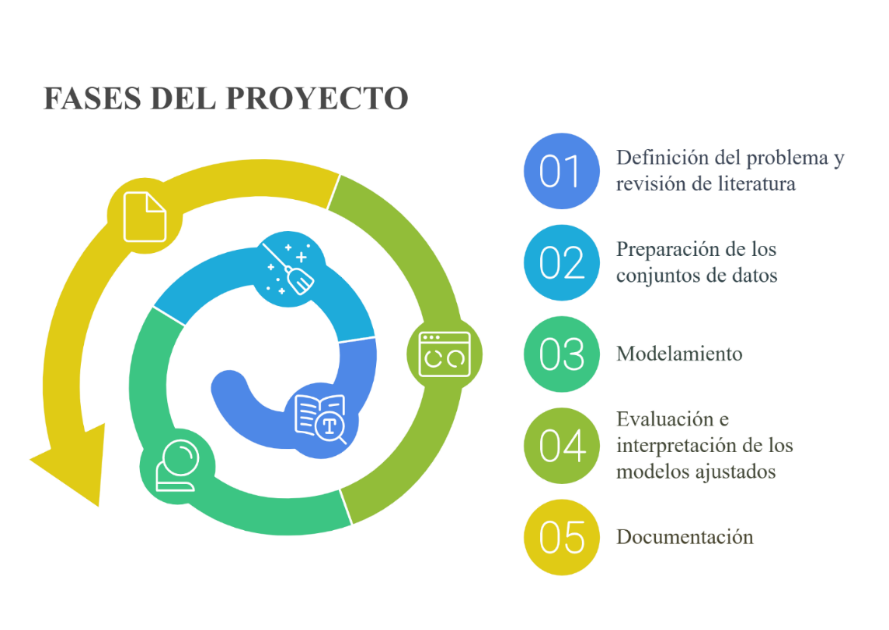 FASES DEL PROYECTO
01
Definición del problema y
revisión de literatura
02
Preparación de los
conjuntos de datos
03
Modelamiento
04
Evaluación e
interpretación de los
modelos ajustados
05
Documentación
T